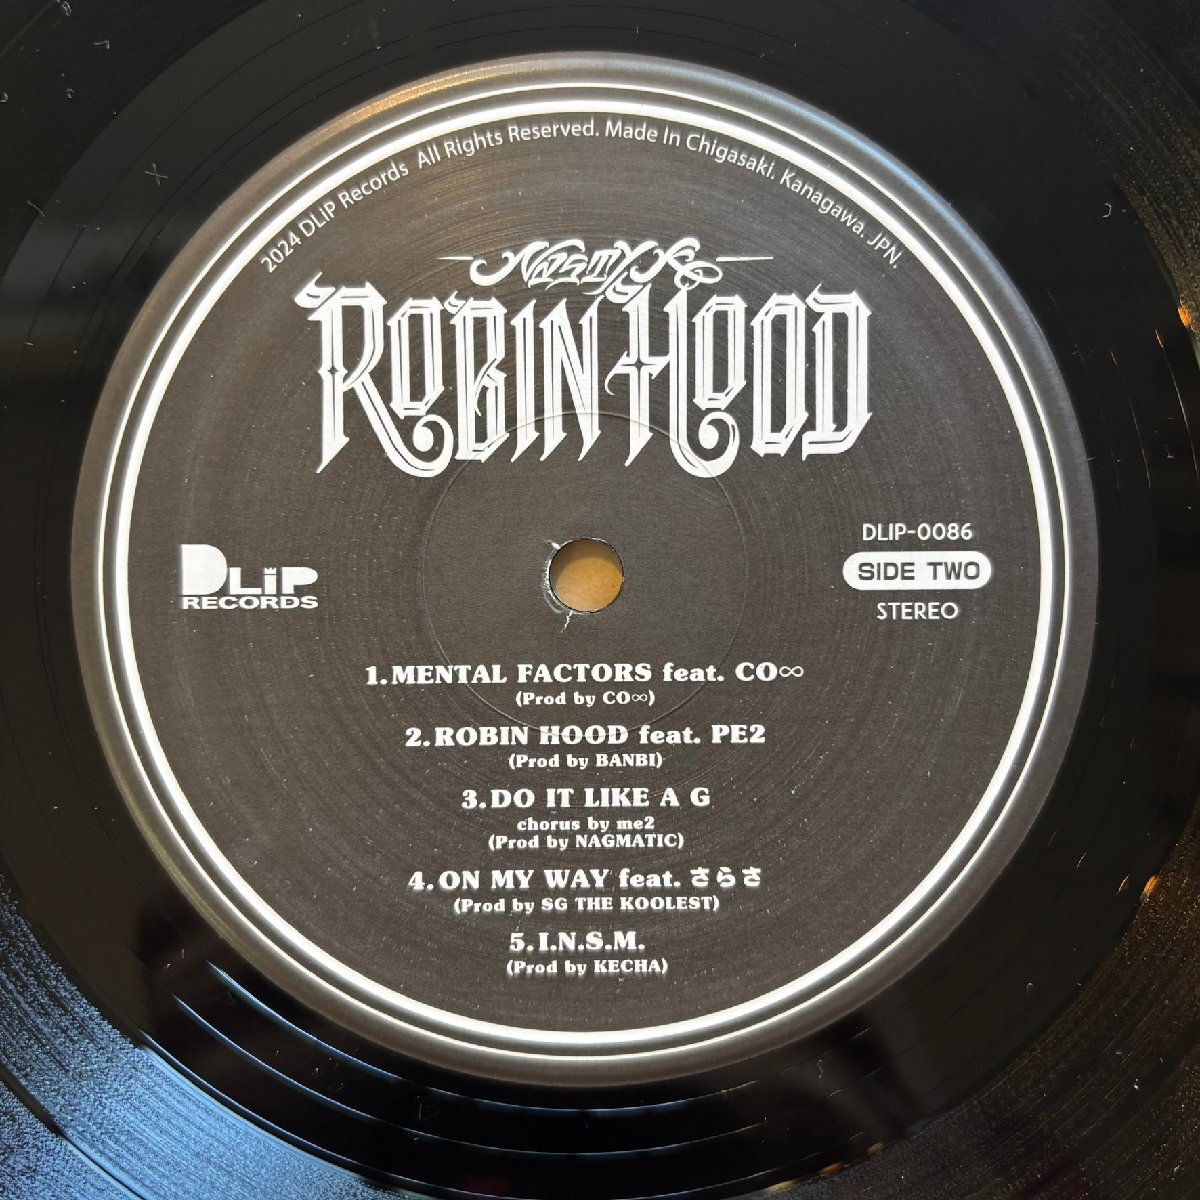 2024 DLiP Records All Rights Reserved. Made In Chigasaki. Kanagawa. JPN.
ROBIN HOOD
DLIP-0086
SIDE TWO
STEREO
DLiP
RECORDS
1.MENTAL FACTORS feat. CO∞
(Prod by CO∞)
2.ROBIN HOOD feat. PE2
(Prod by BANBI)
3.DO IT LIKE A G
chorus by me2
(Prod by NAGMATIC)
4.ON MY WAY feat. さらさ
(Prod by SG THE KOOLEST)
5.I.N.S.M.
(Prod by KECHA)